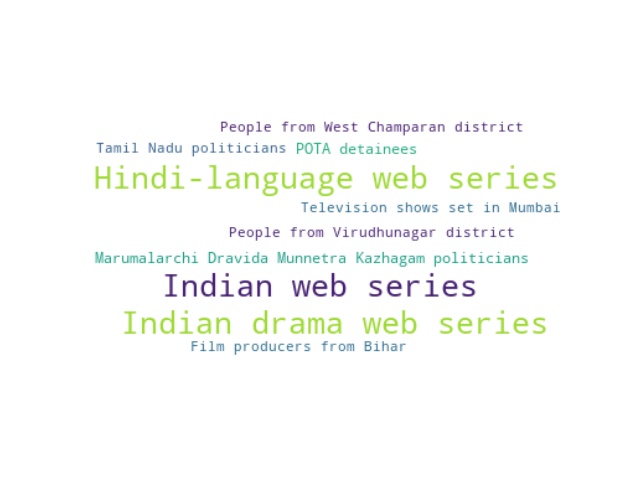 People from West Champaran district
Tamil Nadu politicians POTA detainees
Hindi-language web series
Television shows set in Mumbai
People from Virudhunagar district
Marumalarchi Dravida Munnetra Kazhagam politicians
Indian web series
Indian drama web series
Film producers from Bihar